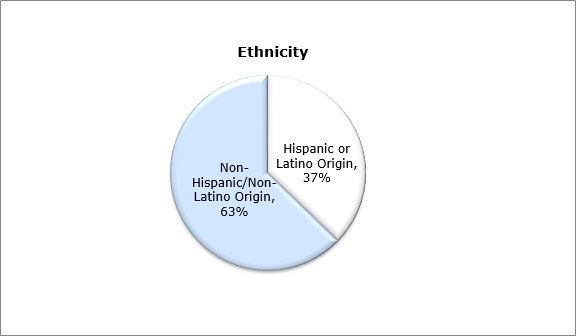 Ethnicity
Hispanic or
Latino Origin,
37%
Non-
Hispanic/Non-
Latino Origin,
63%